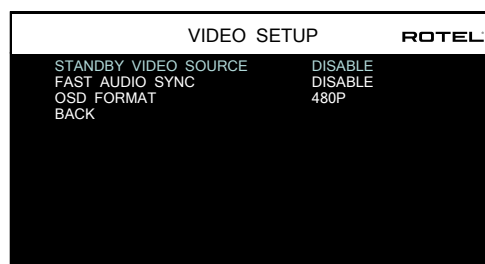 VIDEO SETUP ROTEL
STANDBY VIDEO SOURCE DISABLE
FAST AUDIO SYNC DISABLE
OSD FORMAT 480P
BACK